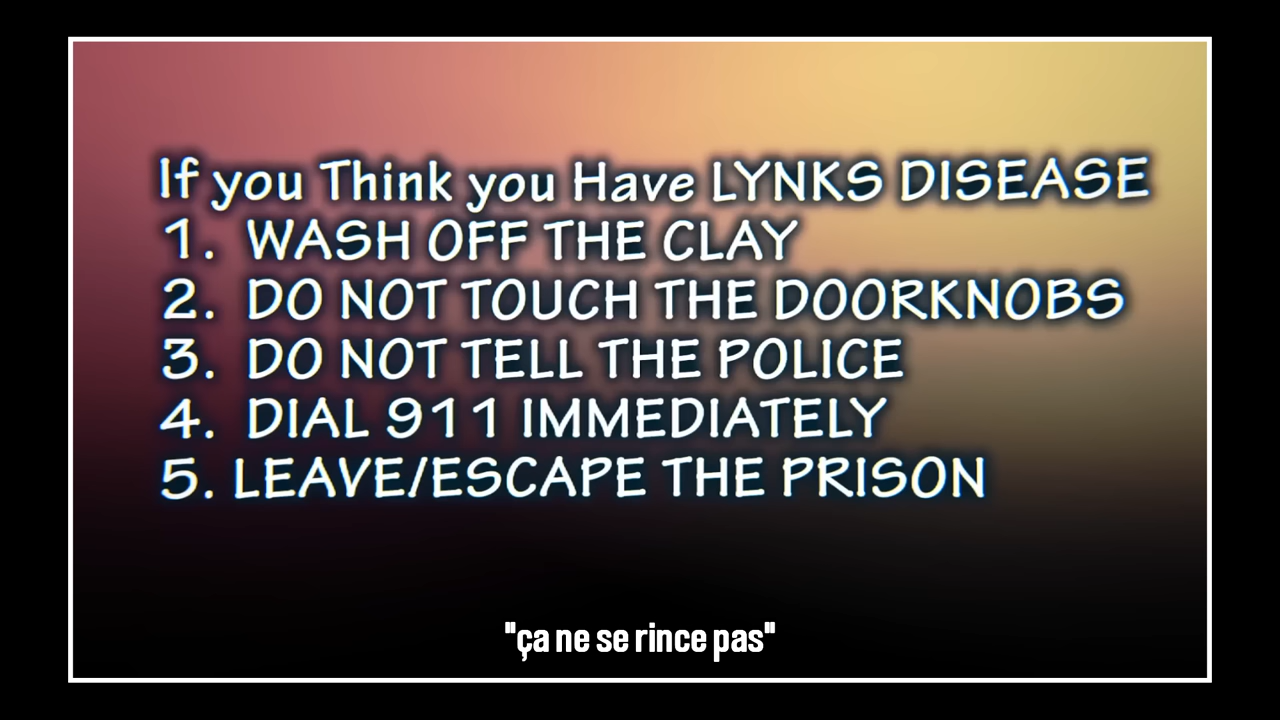 If you Think you Have LYNKS DISEASE
1. WASH OFF THE CLAY
2. DO NOT TOUCH THE DOORKNOBS
3. DO NOT TELL THE POLICE
4. DIAL 911 IMMEDIATELY
5. LEAVE/ESCAPE THE PRISON
"ça ne se rince pas"